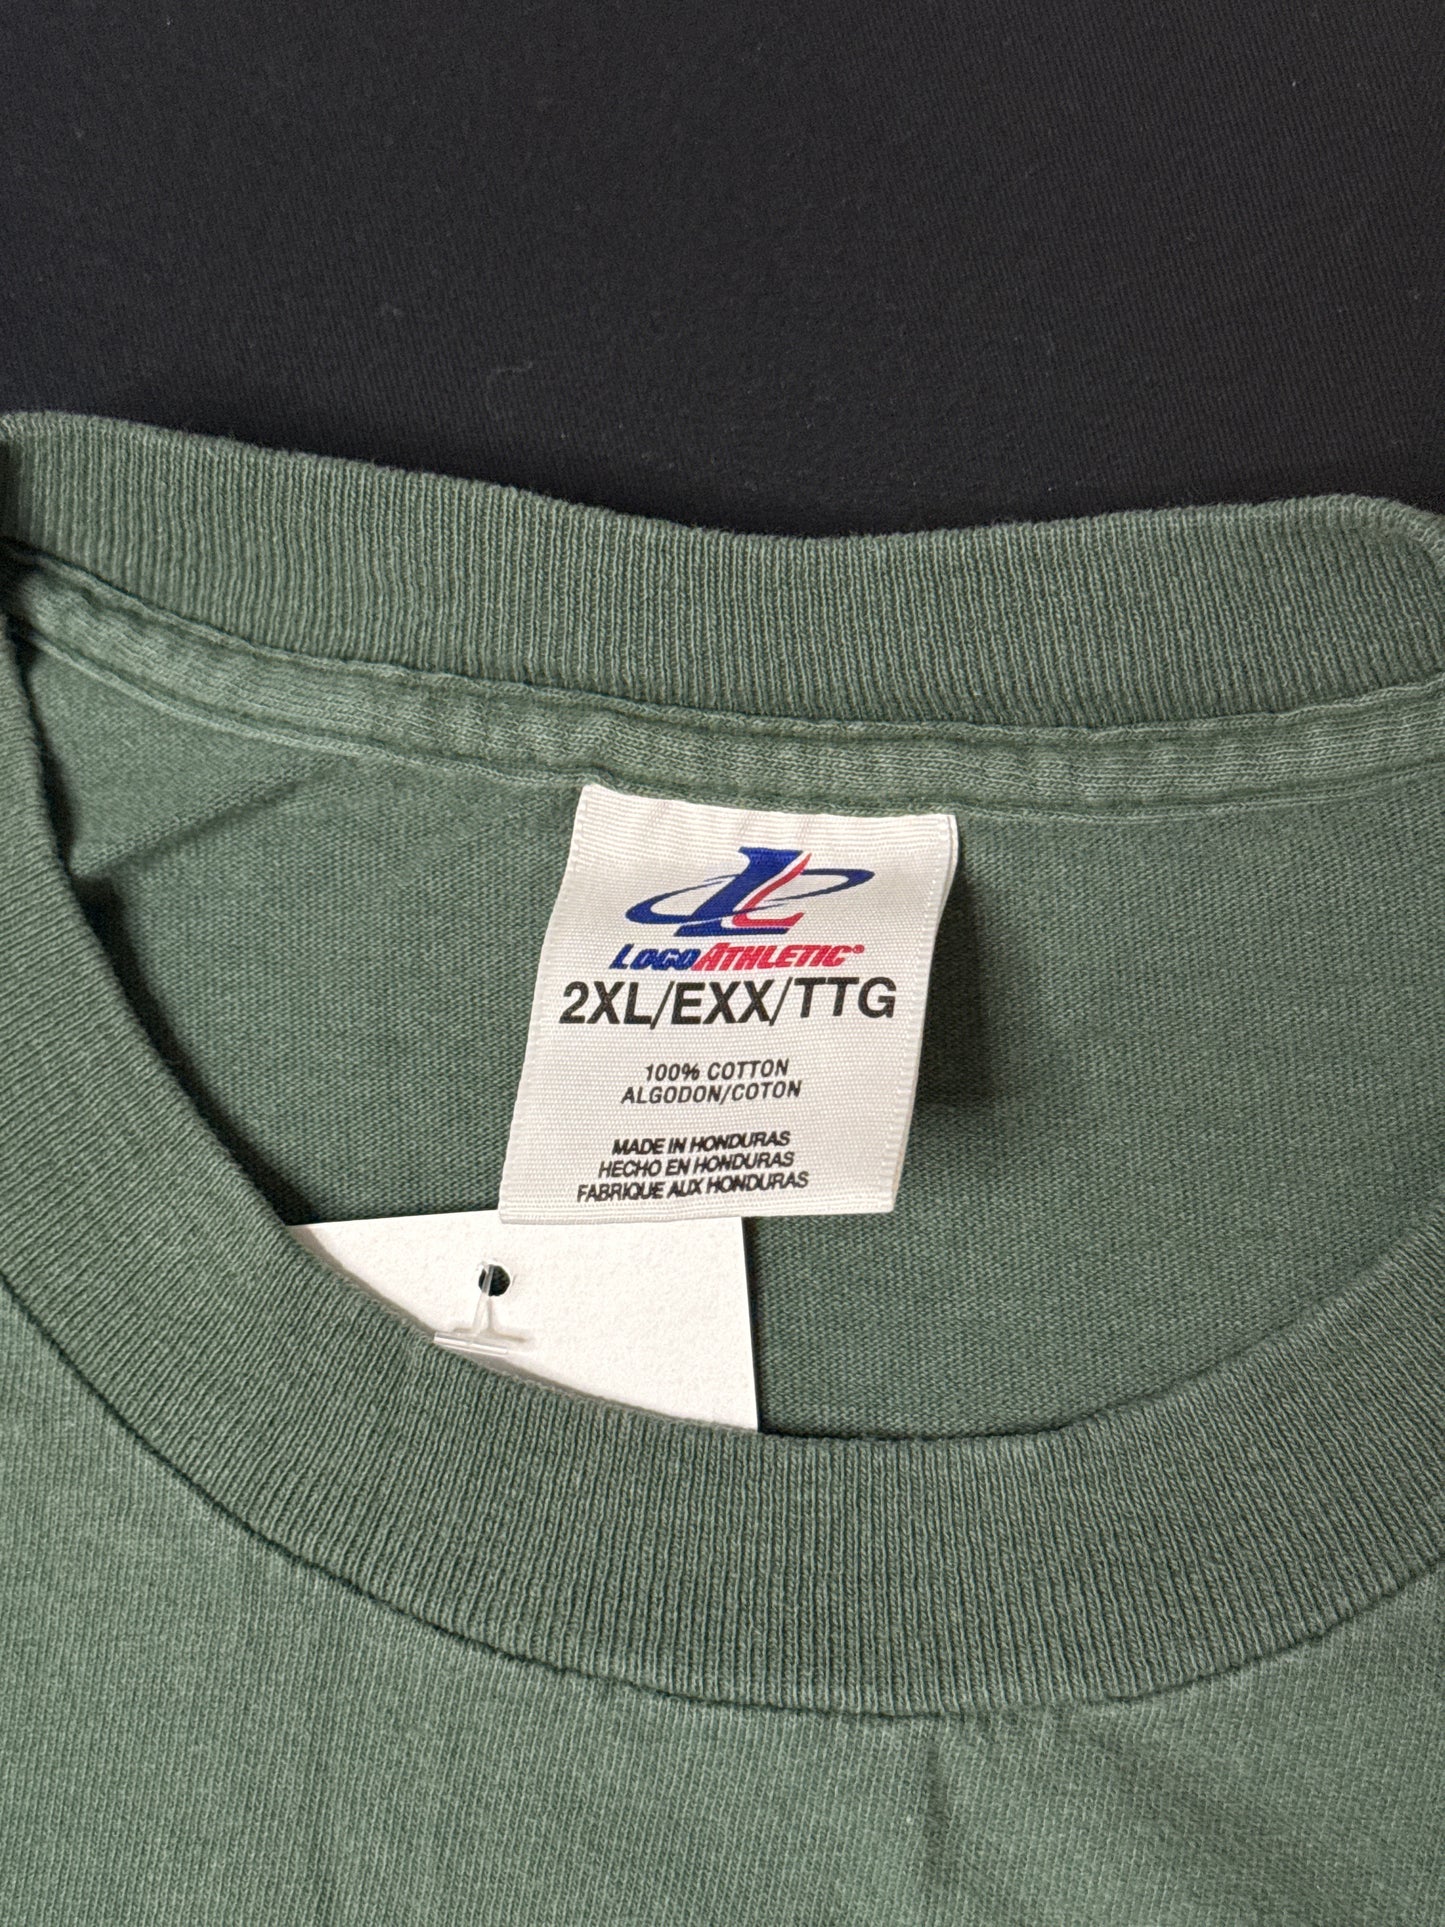 LOGOATHLETIC®
2XL/EXX/TTG
100% COTTON
ALGODON/COTON
MADE IN HONDURAS
HECHO EN HONDURAS
FABRIQUE AUX HONDURAS